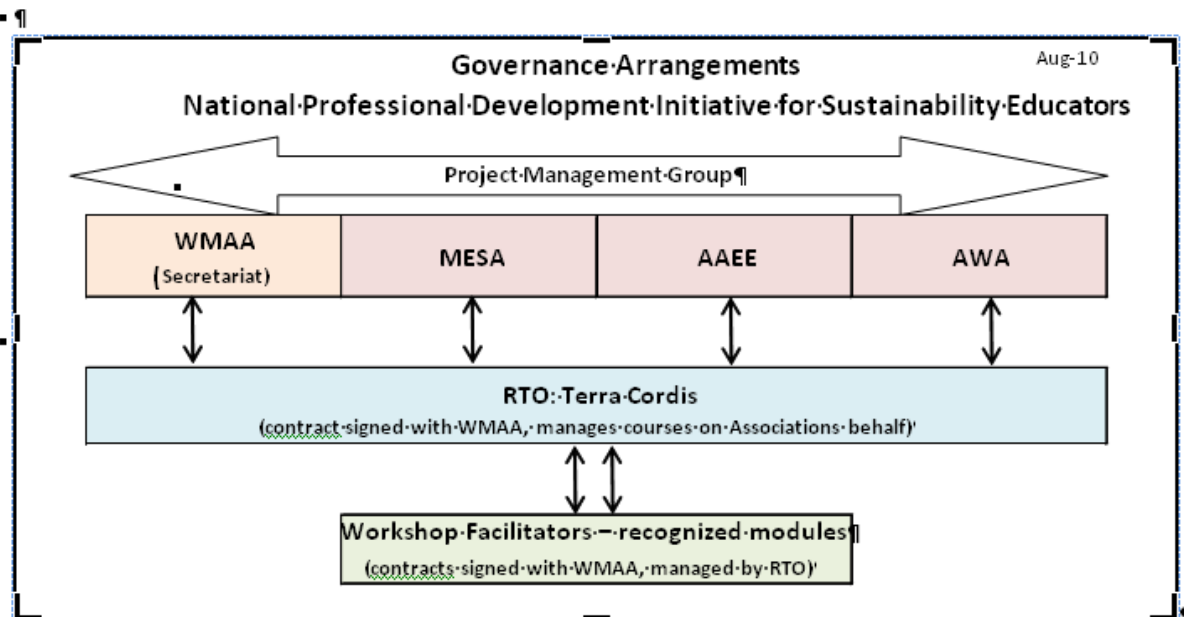 Aug-10
Governance Arrangements
National Professional Development Initiative for Sustainability Educators
Project Management Group¶
WMAA
(Secretariat)
MESA
AAEE
AWA
RTO: Terra Cordis
(contract signed with WMAA, manages courses on Associations behalf)
Workshop Facilitators – recognized modules¶
(contracts signed with WMAA, managed by RTO)